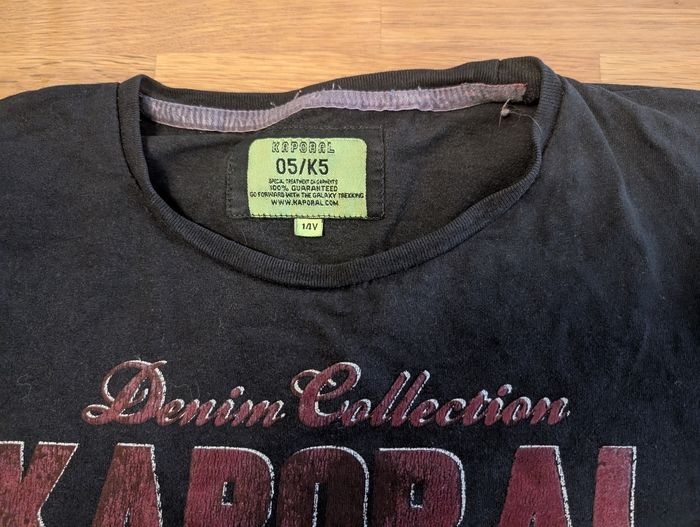 KAPORAL
05/K5
SPECIAL TREATMENT ON GARMENTS
100% GUARANTEED
GO FORWARD WITH THE GALAXY TREKKING
WWW.KAPORAL.COM
14Y
Denim Collection
KAPORAL